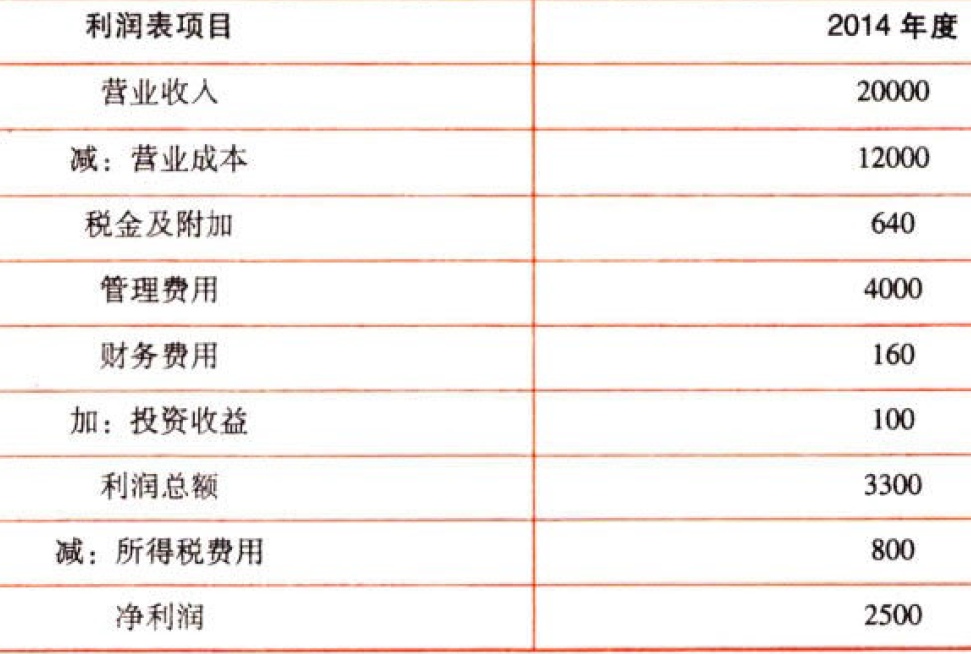 利润表项目 2014 年度
营业收入 20000
减：营业成本 12000
税金及附加 640
管理费用 4000
财务费用 160
加：投资收益 100
利润总额 3300
减：所得税费用 800
净利润 2500